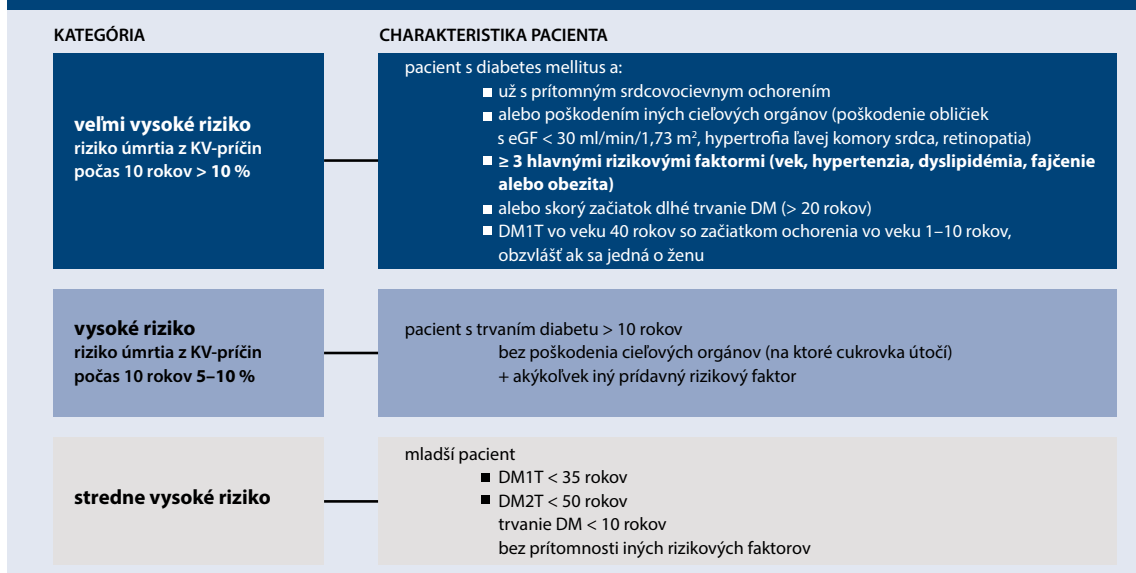 KATEGÓRIA
CHARAKTERISTIKA PACIENTA
veľmi vysoké riziko
riziko úmrtia z KV-príčin
počas 10 rokov > 10 %
pacient s diabetes mellitus a:
■ už s prítomným srdcovocievnym ochorením
■ alebo poškodením iných cieľových orgánov (poškodenie obličiek
s eGF < 30 ml/min/1,73 m², hypertrofia ľavej komory srdca, retinopatia)
■ ≥ 3 hlavnými rizikovými faktormi (vek, hypertenzia, dyslipidémia, fajčenie
alebo obezita)
■ alebo skorý začiatok dlhé trvanie DM (> 20 rokov)
■ DM1T vo veku 40 rokov so začiatkom ochorenia vo veku 1–10 rokov,
obzvlášť ak sa jedná o ženu
vysoké riziko
riziko úmrtia z KV-príčin
počas 10 rokov 5–10 %
pacient s trvaním diabetu > 10 rokov
bez poškodenia cieľových orgánov (na ktoré cukrovka útočí)
+ akýkoľvek iný prídavný rizikový faktor
stredne vysoké riziko
mladší pacient
■ DM1T < 35 rokov
■ DM2T < 50 rokov
trvanie DM < 10 rokov
bez prítomnosti iných rizikových faktorov